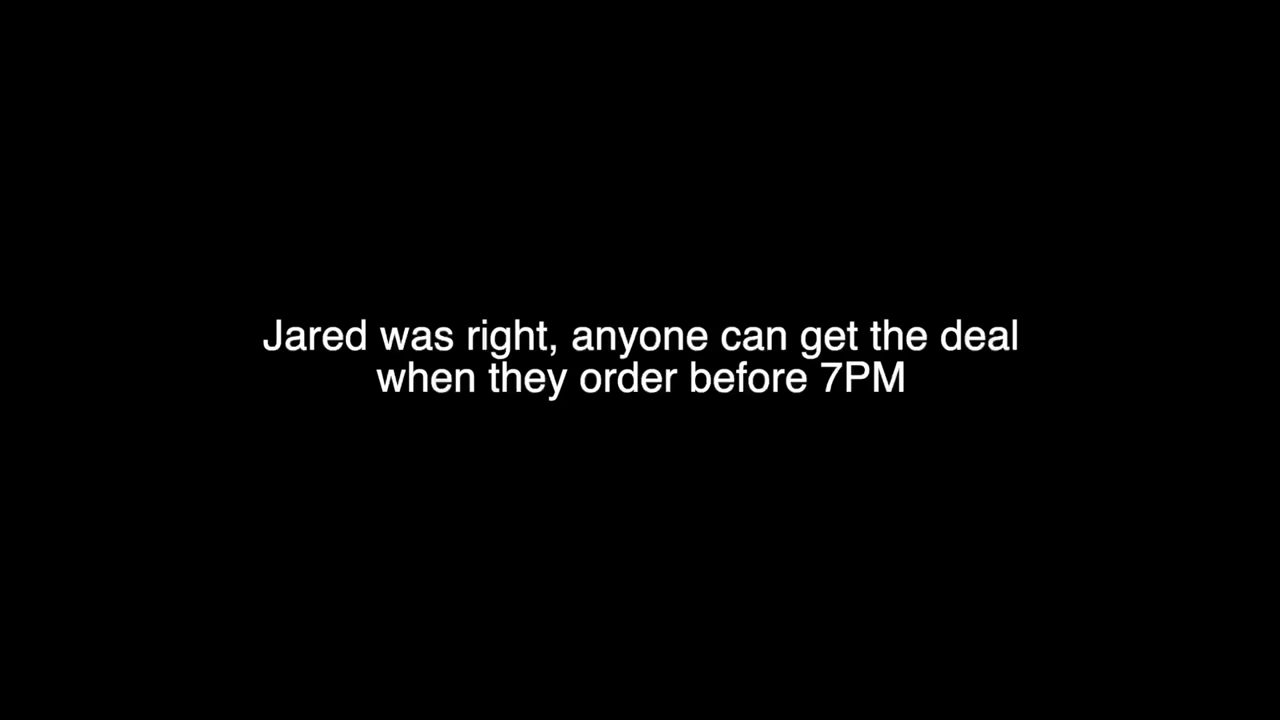 Jared was right, anyone can get the deal
when they order before 7PM